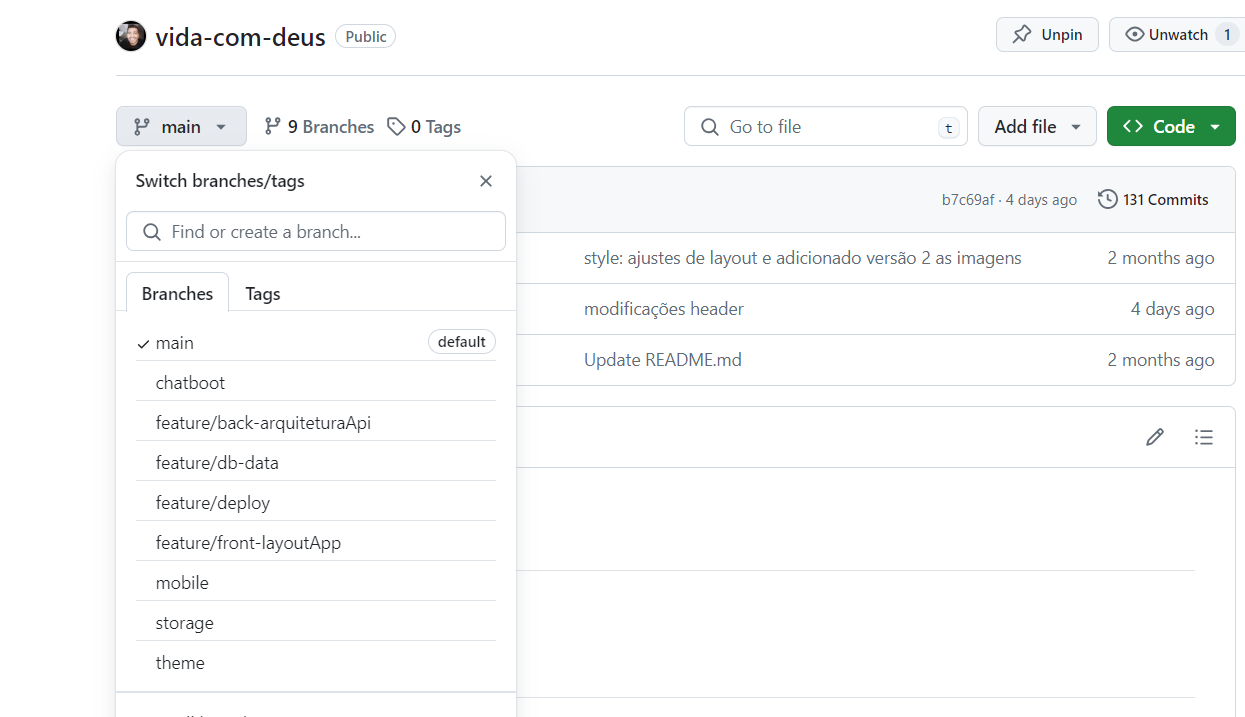 vida-com-deus Public Unpin Unwatch 1
main 9 Branches 0 Tags Go to file t Add file Code
Switch branches/tags
Find or create a branch...
Branches Tags
main default
chatboot
feature/back-arquiteturaApi
feature/db-data
feature/deploy
feature/front-layoutApp
mobile
storage
theme
b7c69af · 4 days ago 131 Commits
style: ajustes de layout e adicionado versão 2 as imagens 2 months ago
modificações header 4 days ago
Update README.md 2 months ago